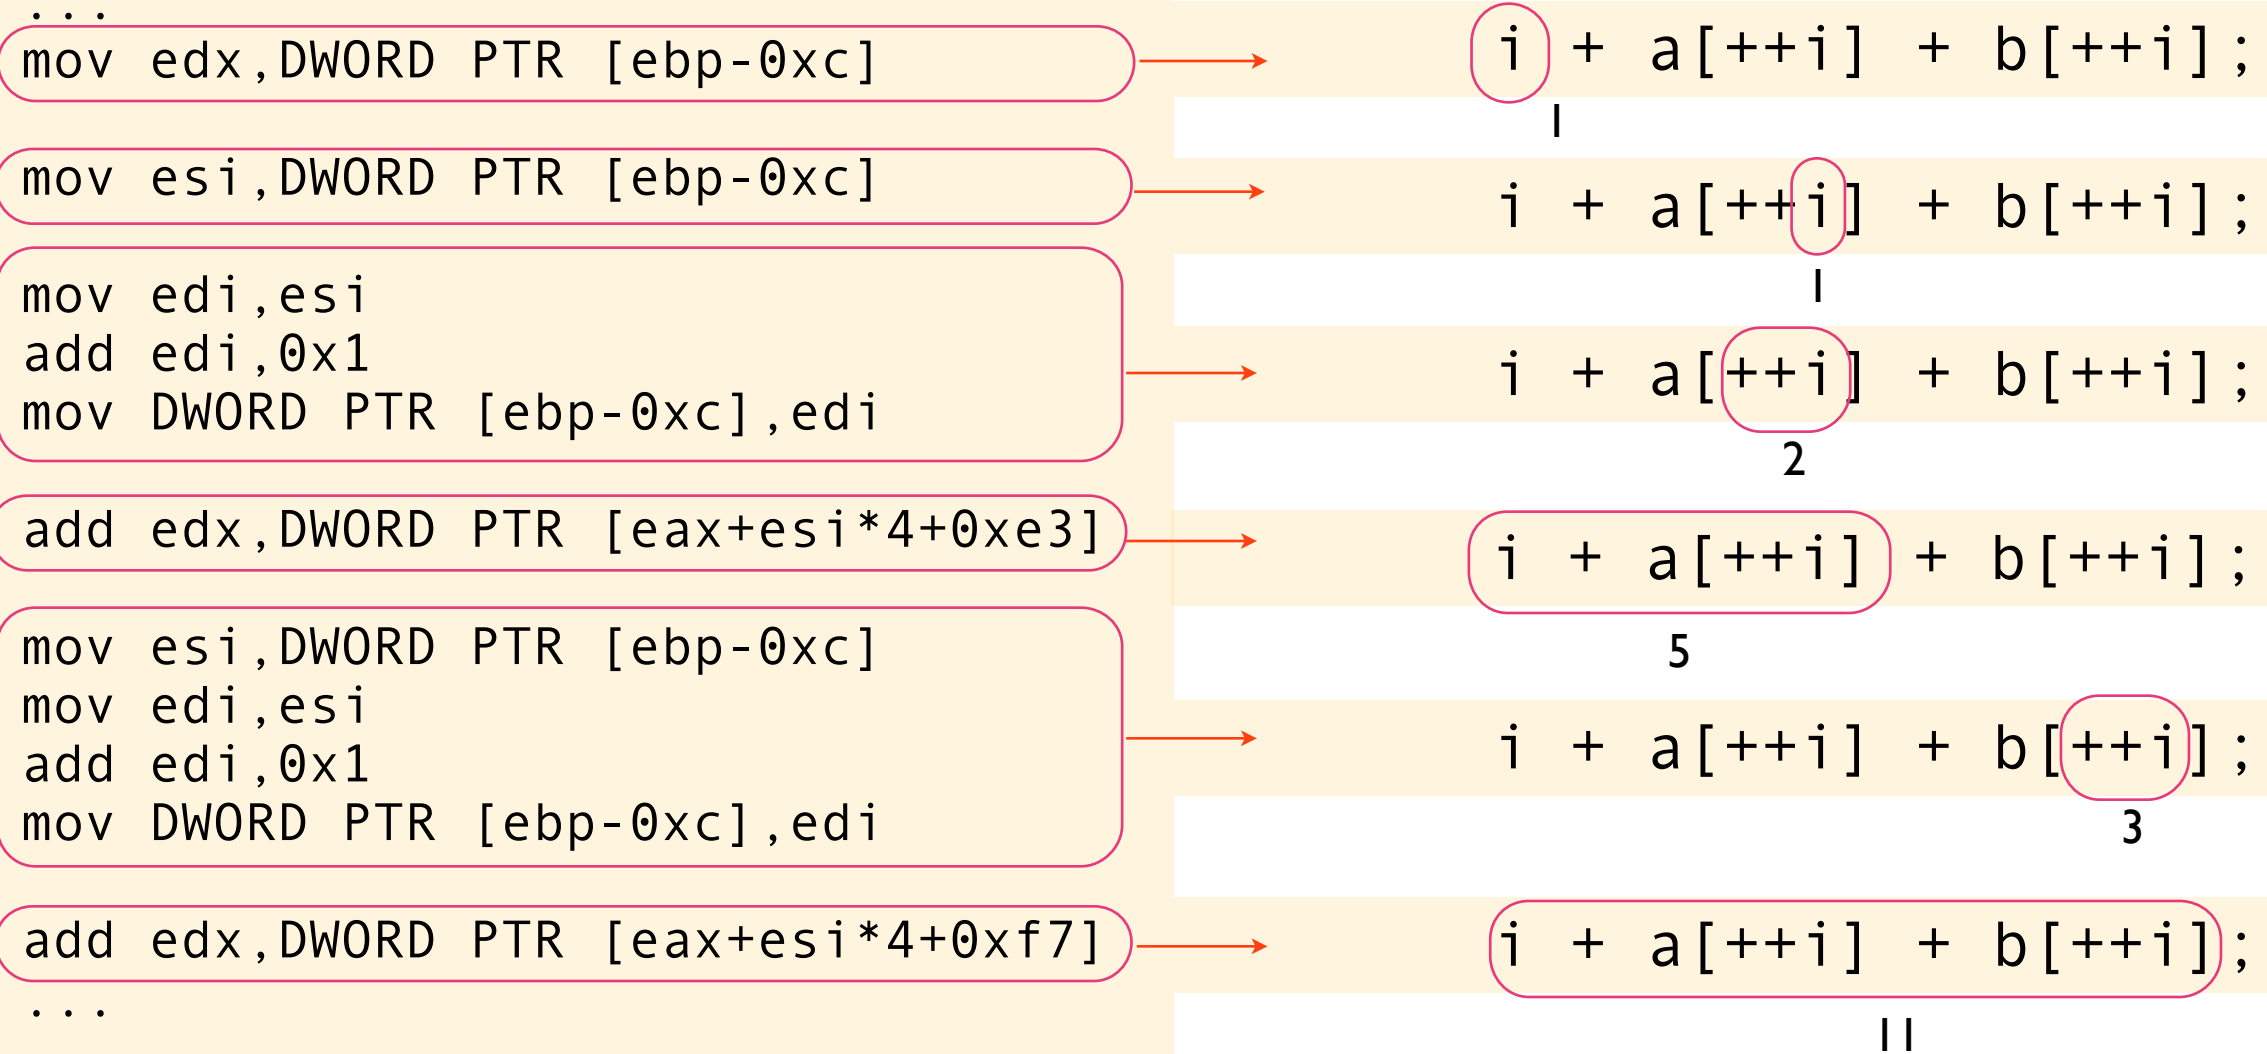 ...
mov edx,DWORD PTR [ebp-0xc]
i + a[++i] + b[++i];
1
mov esi,DWORD PTR [ebp-0xc]
i + a[++i] + b[++i];
1
mov edi,esi
add edi,0x1
mov DWORD PTR [ebp-0xc],edi
i + a[++i] + b[++i];
2
add edx,DWORD PTR [eax+esi*4+0xe3]
i + a[++i] + b[++i];
5
mov esi,DWORD PTR [ebp-0xc]
mov edi,esi
add edi,0x1
mov DWORD PTR [ebp-0xc],edi
i + a[++i] + b[++i];
3
add edx,DWORD PTR [eax+esi*4+0xf7]
i + a[++i] + b[++i];
11
...